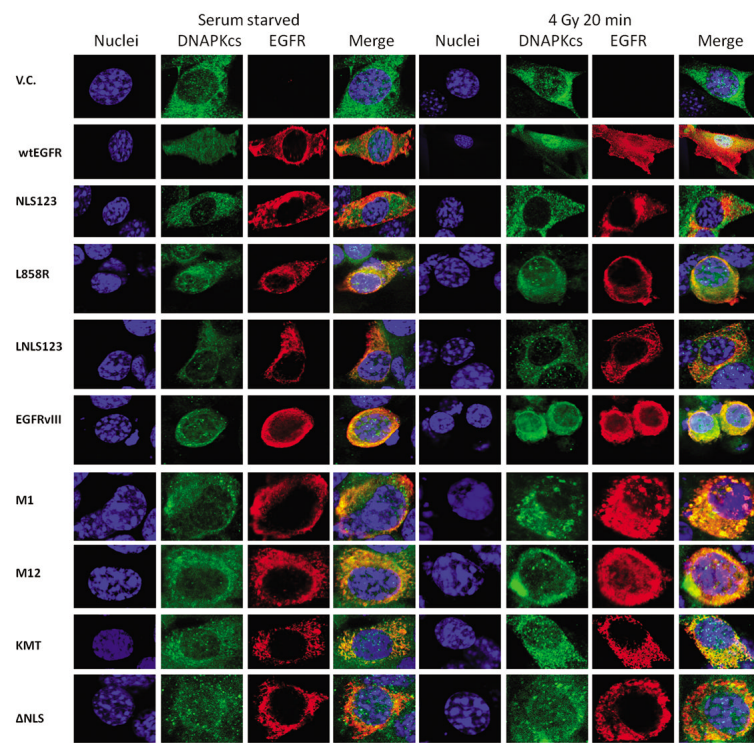 Serum starved 4 Gy 20 min
Nuclei DNAPKcs EGFR Merge Nuclei DNAPKcs EGFR Merge
V.C.
wtEGFR
NLS123
L858R
LNLS123
EGFRvIII
M1
M12
KMT
ΔNLS